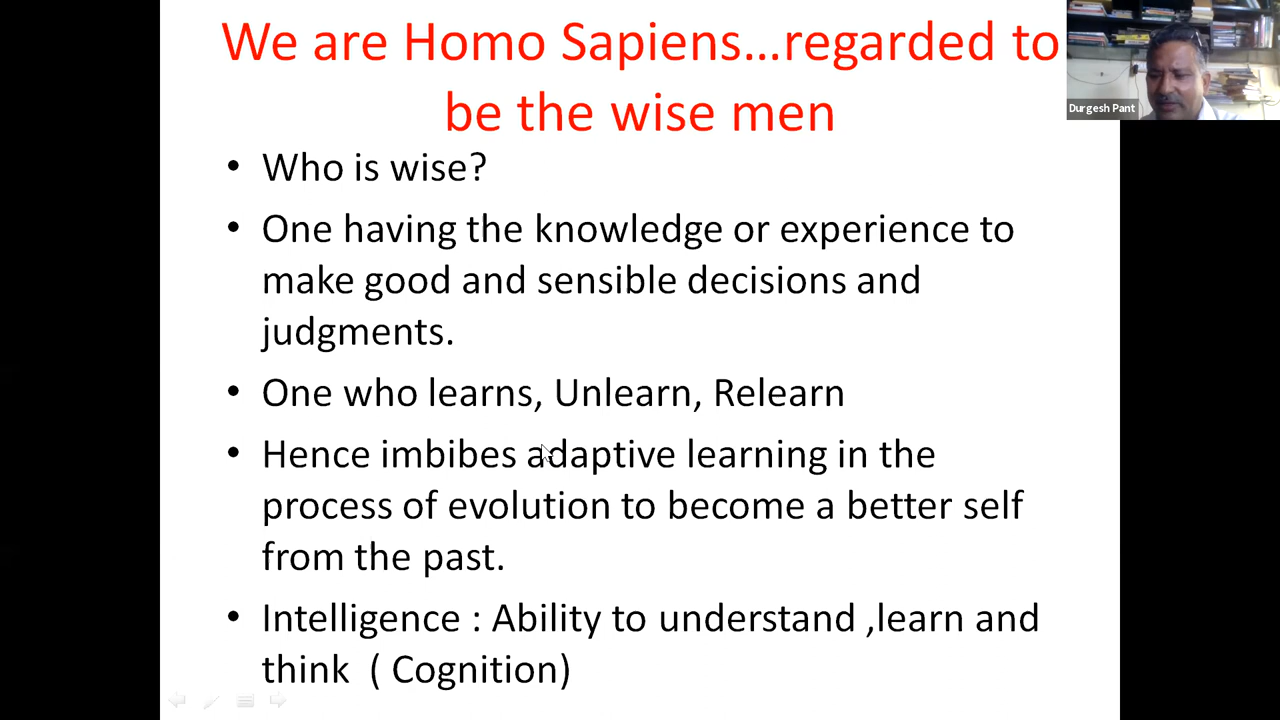 We are Homo Sapiens...regarded to
be the wise men
Durgesh Pant
• Who is wise?
• One having the knowledge or experience to
make good and sensible decisions and
judgments.
• One who learns, Unlearn, Relearn
• Hence imbibes adaptive learning in the
process of evolution to become a better self
from the past.
• Intelligence : Ability to understand ,learn and
think ( Cognition)